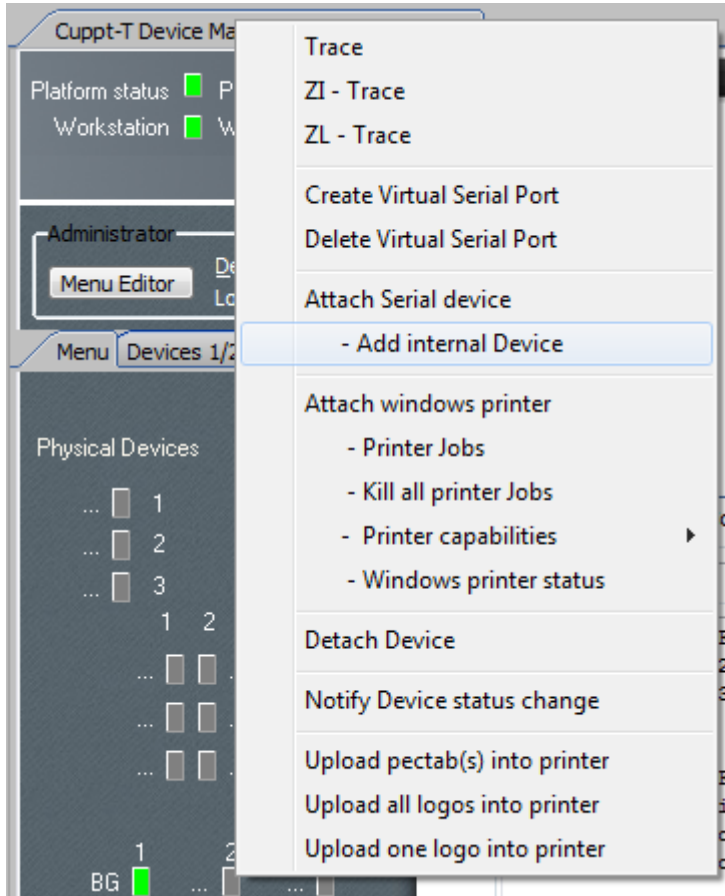 Cuppt-T Device Ma
Platform status P
Workstation W
Administrator
Menu Editor
De
Lo
Menu Devices 1/2
Physical Devices
... 1
... 2
... 3
1 2
...
...
...
1 2
BG ... ...
Trace
ZI - Trace
ZL - Trace
Create Virtual Serial Port
Delete Virtual Serial Port
Attach Serial device
- Add internal Device
Attach windows printer
- Printer Jobs
- Kill all printer Jobs
- Printer capabilities
- Windows printer status
Detach Device
Notify Device status change
Upload pectab(s) into printer
Upload all logos into printer
Upload one logo into printer